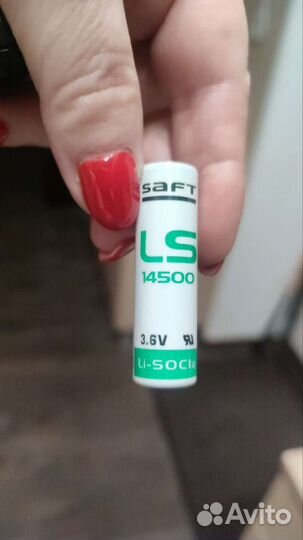 SAFT
LS
14500
3.6V
Li-SOCl₂
Avito